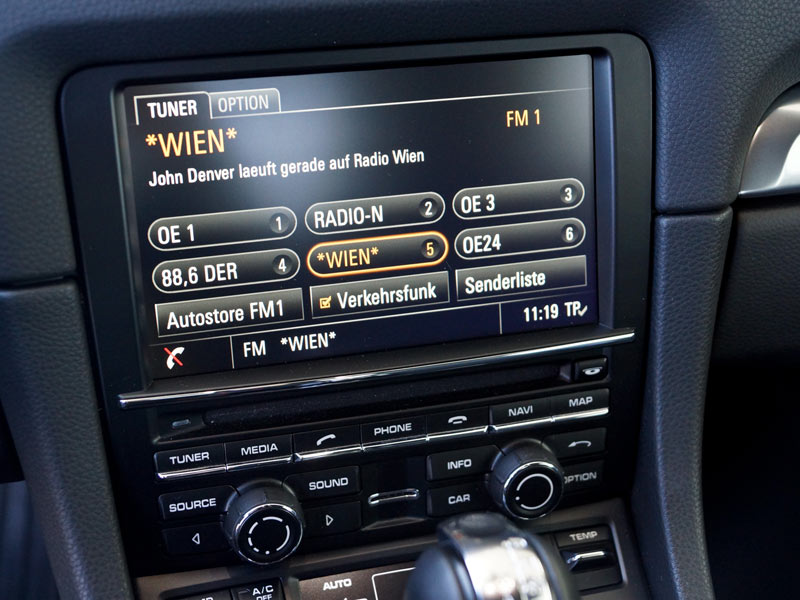 TUNER OPTION
*WIEN* FM 1
John Denver laeuft gerade auf Radio Wien
OE 1 1 RADIO-N 2 OE 3 3
88,6 DER 4 *WIEN* 5 OE24 6
Autostore FM1 Verkehrsfunk Senderliste
FM *WIEN* 11:19 TP
TUNER MEDIA PHONE NAVI MAP
SOURCE SOUND INFO
CAR OPTION
TEMP
A/C OFF AUTO